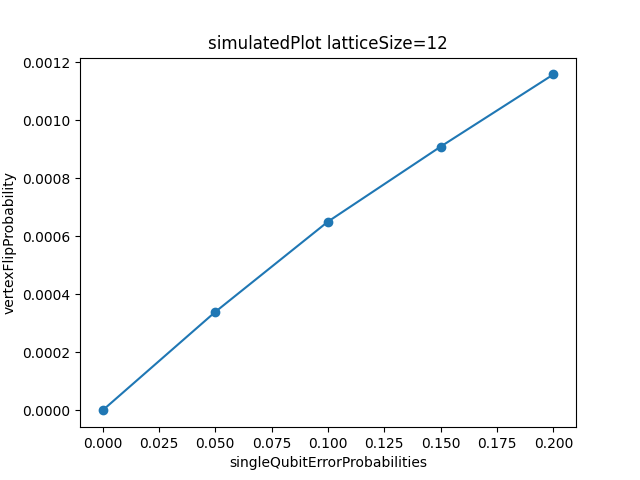 simulatedPlot latticeSize=12
vertexFlipProbability
0.0012
0.0010
0.0008
0.0006
0.0004
0.0002
0.0000
0.000 0.025 0.050 0.075 0.100 0.125 0.150 0.175 0.200
singleQubitErrorProbabilities